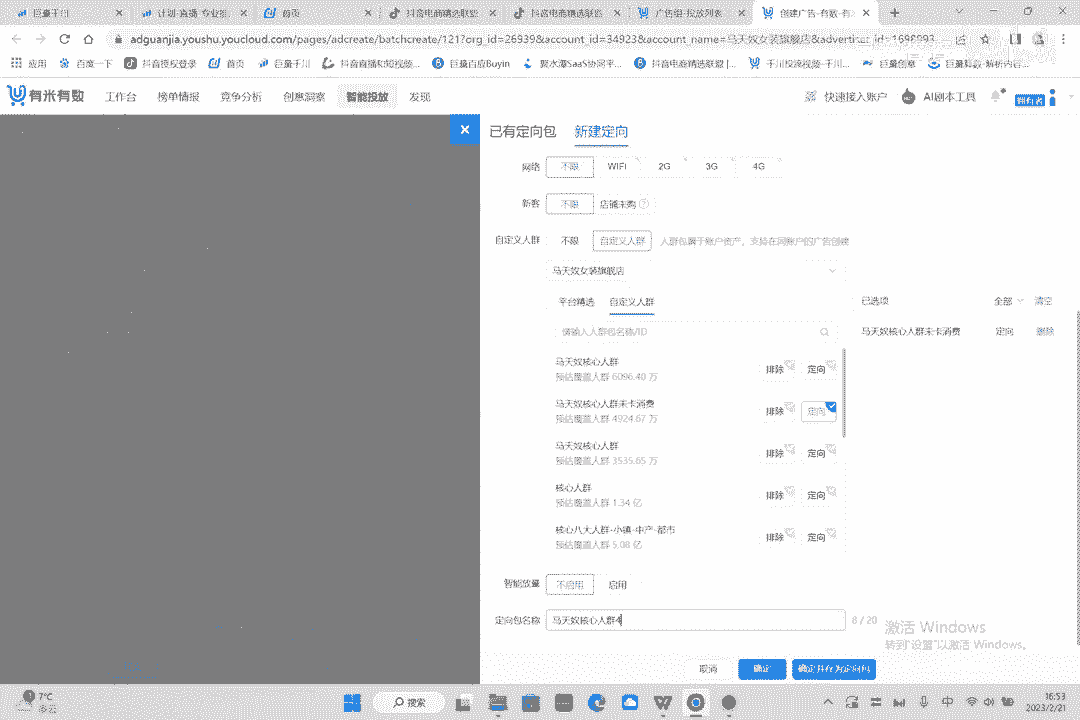 巨量千川
计划-直播-专业推...
首页
抖音电商精选联盟
抖音电商精选联盟
广告组-投放列表
创建广告-有数-有米
adguanjia.youshu.youcloud.com/pages/adcreate/batchcreate/121?org_id=26939&account_id=34923&account_name=马天奴女装旗舰店&advertiser_id=1698993
应用
百度一下
抖音授权登录
首页
巨量千川
抖音直播和短视频...
巨量百应Buyin
聚水潭SaaS协同平...
抖音电商精选联盟 |...
千川投流视频-千川...
巨量创意
有米有数
工作台
榜单情报
竞争分析
创意洞察
智能投放
发现
快速接入账户
AI剧本工具
已有定向包
新建定向
网络
不限
WIFI
2G
3G
4G
新客
不限
店铺未购
自定义人群
不限
自定义人群
人群包属于账户资产，支持在同账户的广告创建
马天奴女装旗舰店
平台精选
自定义人群
请输入人群包名称/ID
马天奴核心人群
预估覆盖人群 6096.40 万
排除
定向
马天奴核心人群未卡消费
预估覆盖人群 4924.67 万
排除
定向
马天奴核心人群
预估覆盖人群 3535.65 万
排除
定向
核心人群
预估覆盖人群 1.34 亿
排除
定向
核心八大人群-小镇-中产-都市
预估覆盖人群 5.08 亿
排除
定向
已选项
全部
清空
马天奴核心人群未卡消费
定向
删除
智能放量
不启用
启用
定向包名称
马天奴核心人群4
8 / 20
激活 Windows
转到"设置"以激活 Windows。
取消
确定
确定并存为定向包
7°C
多云
搜索
中
16:53
2023/2/21